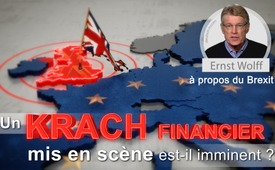 Ernst Wolff
à propos du Brexit
Un KRACH FINANCIER
mis en scène est-il imminent ?